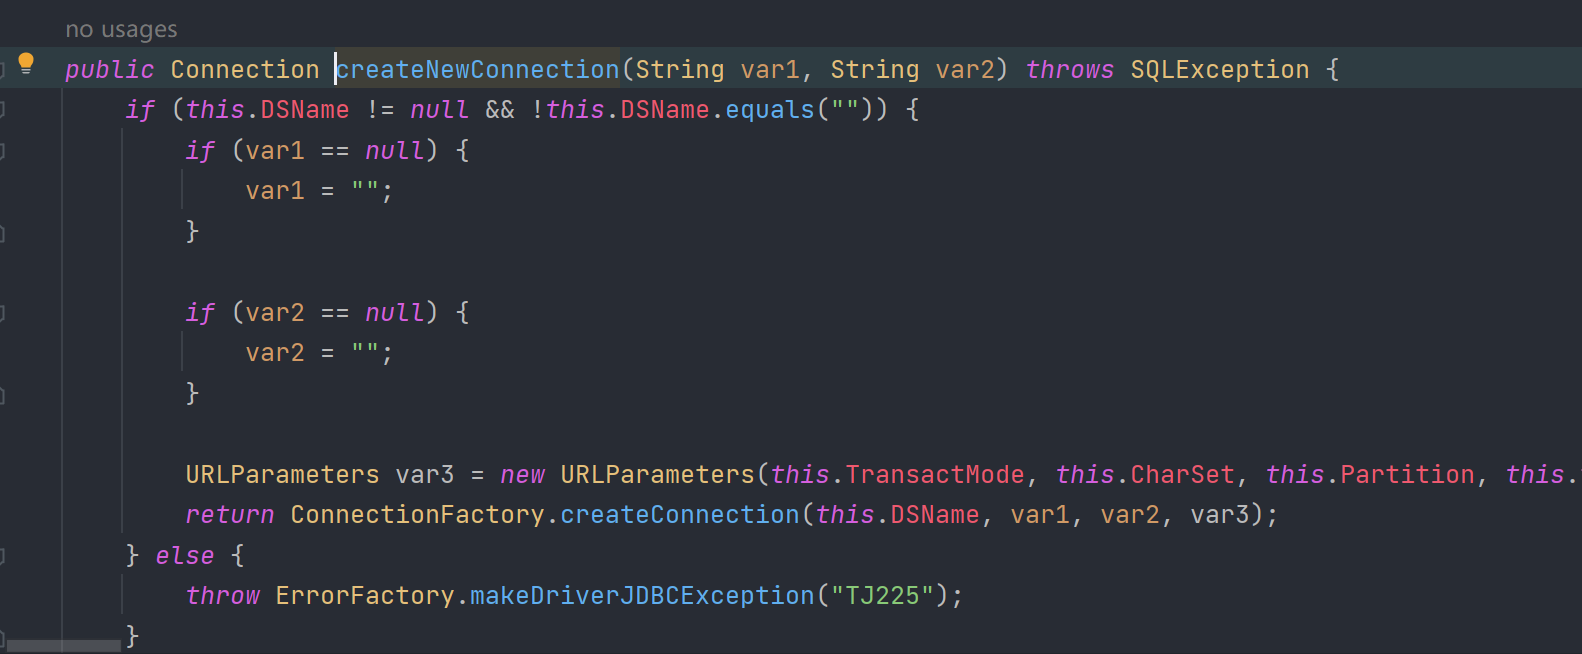 no usages
public Connection createNewConnection(String var1, String var2) throws SQLException {
if (this.DSName != null && !this.DSName.equals("")) {
if (var1 == null) {
var1 = "";
}
if (var2 == null) {
var2 = "";
}
URLParameters var3 = new URLParameters(this.TransactMode, this.CharSet, this.Partition, this.
return ConnectionFactory.createConnection(this.DSName, var1, var2, var3);
} else {
throw ErrorFactory.makeDriverJDBCException("TJ225");
}